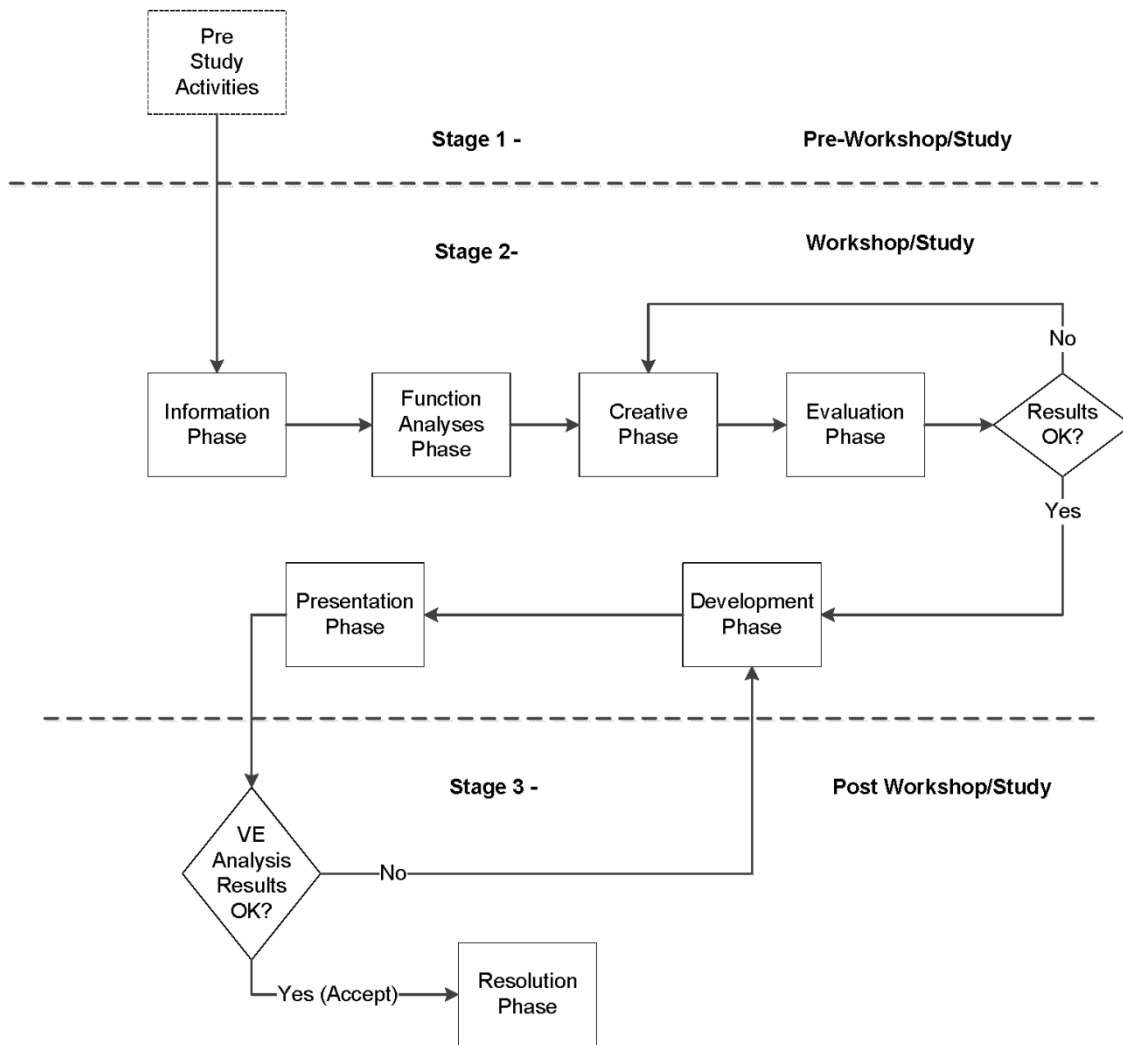 Pre
Study
Activities
Stage 1 -
Pre-Workshop/Study
Stage 2-
Workshop/Study
No
Information
Phase
Function
Analyses
Phase
Creative
Phase
Evaluation
Phase
Results
OK?
Yes
Presentation
Phase
Development
Phase
Stage 3 -
Post Workshop/Study
VE
Analysis
Results
OK?
No
Yes (Accept)
Resolution
Phase